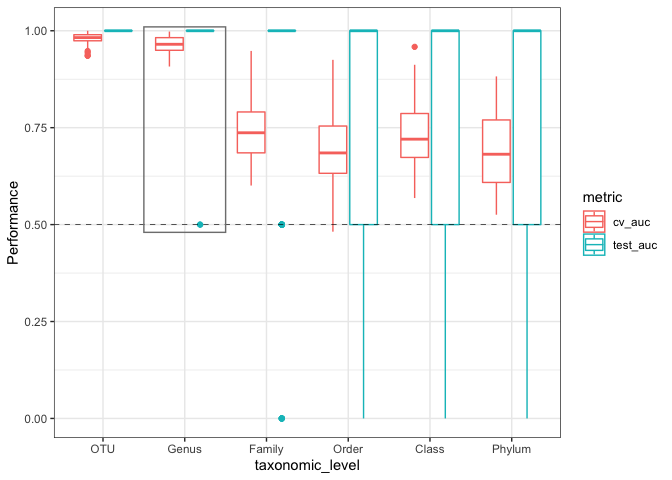 1.00
0.75
0.50
0.25
0.00
Performance
OTU Genus Family Order Class Phylum
taxonomic_level
metric
cv_auc
test_auc